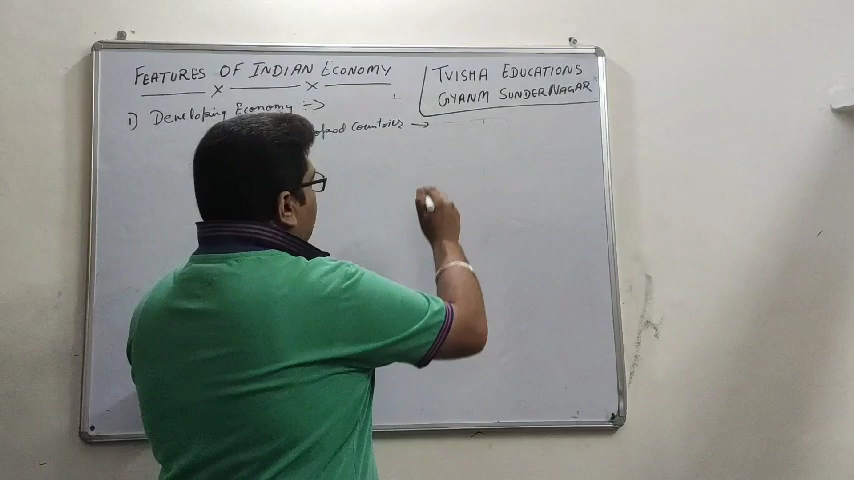 FEATURES OF INDIAN ECONOMY
TVISHA EDUCATIONS
GYANM SUNDERNAGAR
1) Developing Economy :->
Countries →